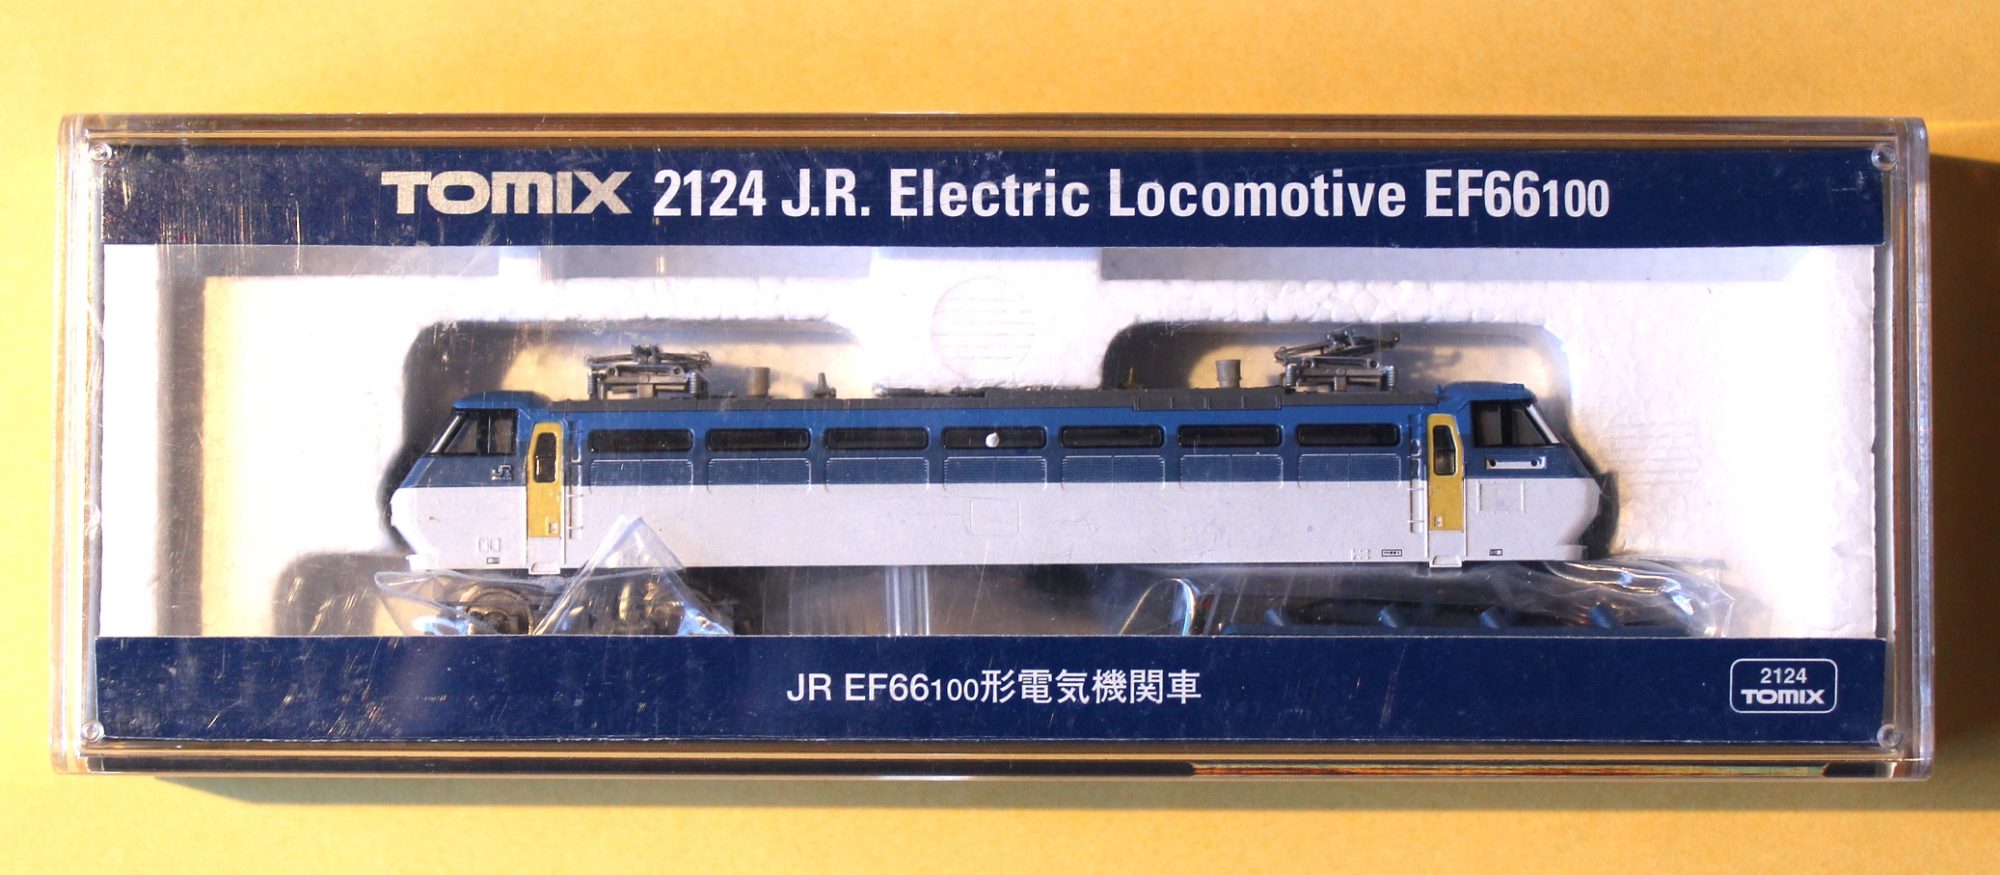 TOMIX 2124 J.R. Electric Locomotive EF66100
JR
JR EF66100形電気機関車
2124
TOMIX